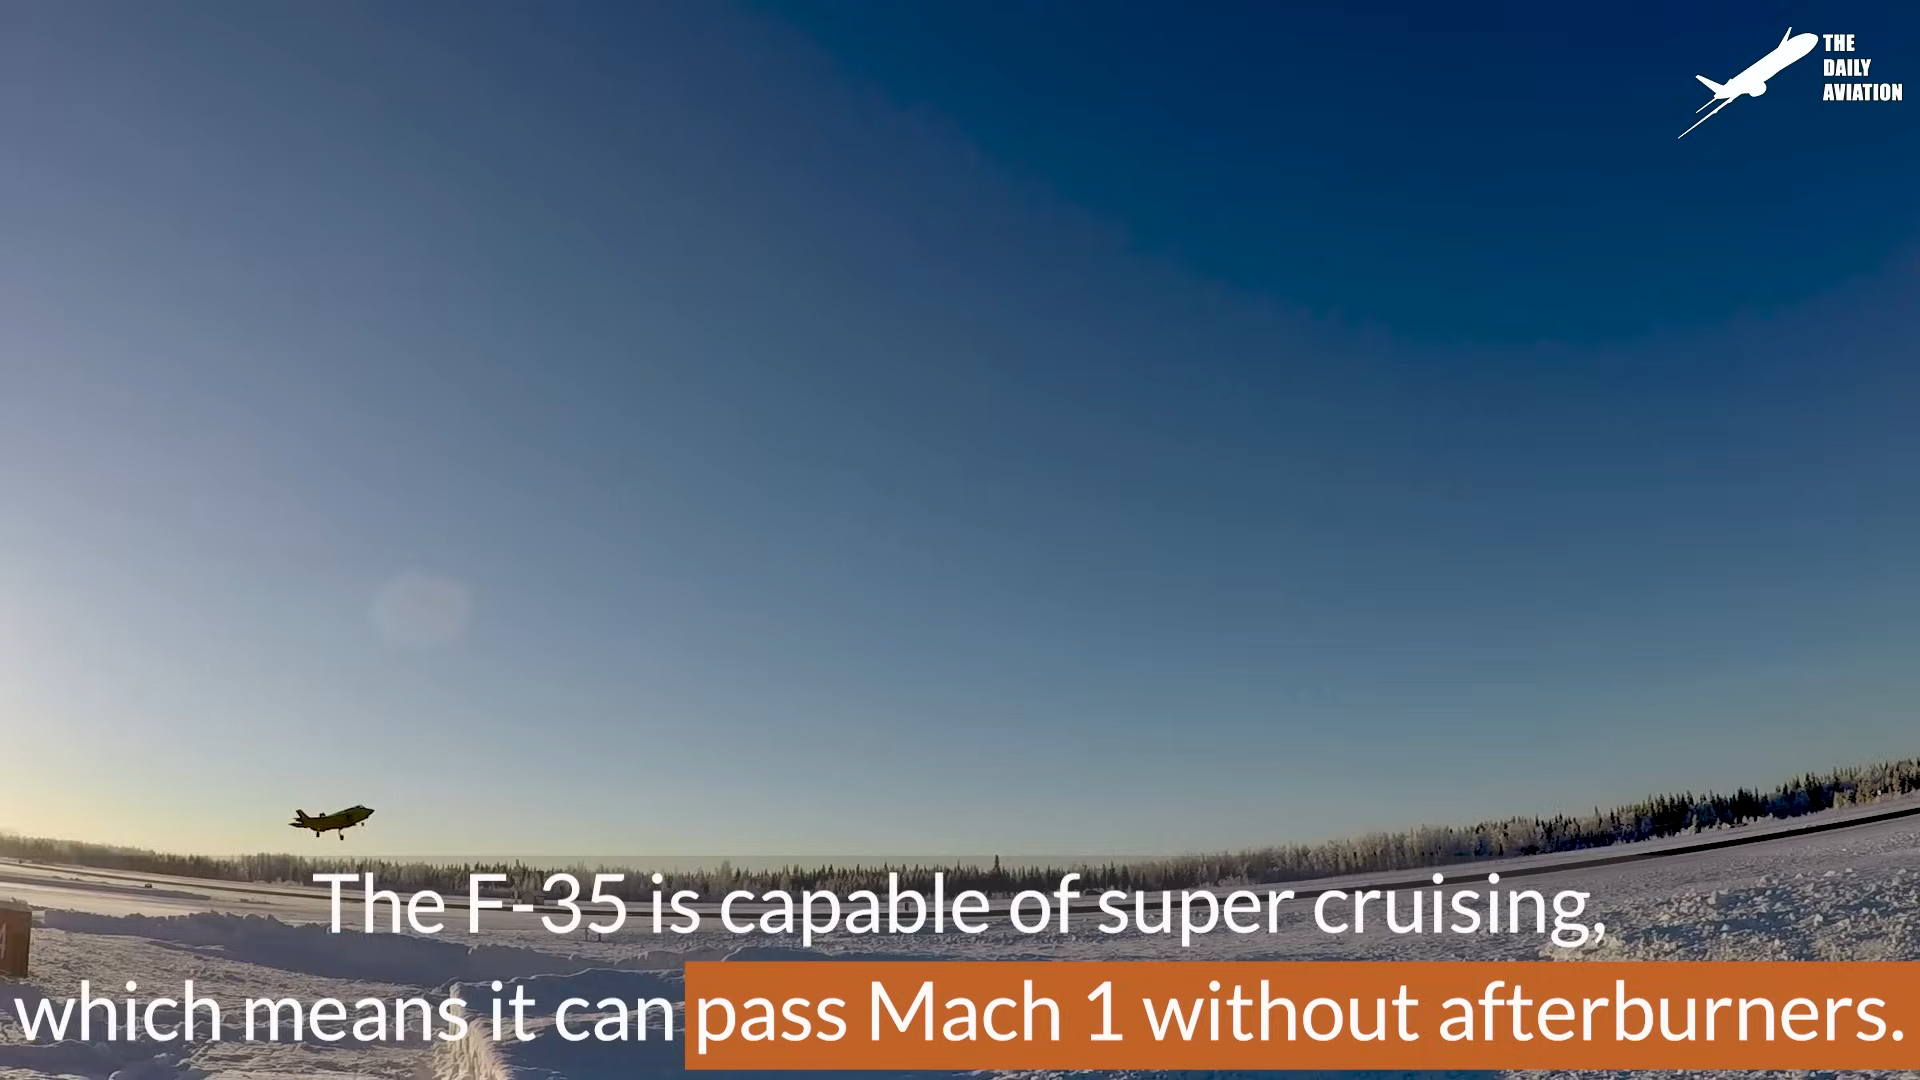 THE
DAILY
AVIATION
The F-35 is capable of super cruising,
which means it can pass Mach 1 without afterburners.